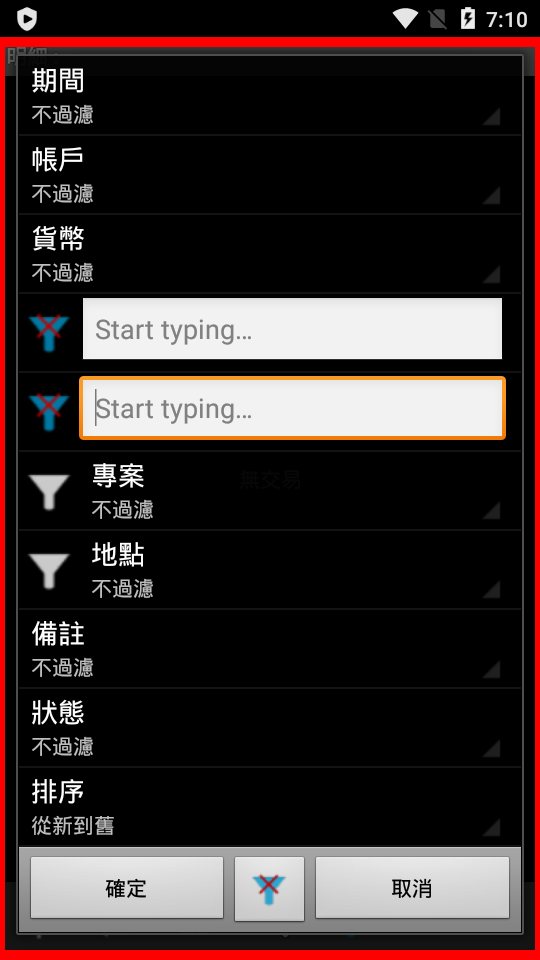 7:10
明細
期間
不過濾
帳戶
不過濾
貨幣
不過濾
Start typing...
Start typing...
專案
不過濾
無交易
地點
不過濾
備註
不過濾
狀態
不過濾
排序
從新到舊
確定
取消